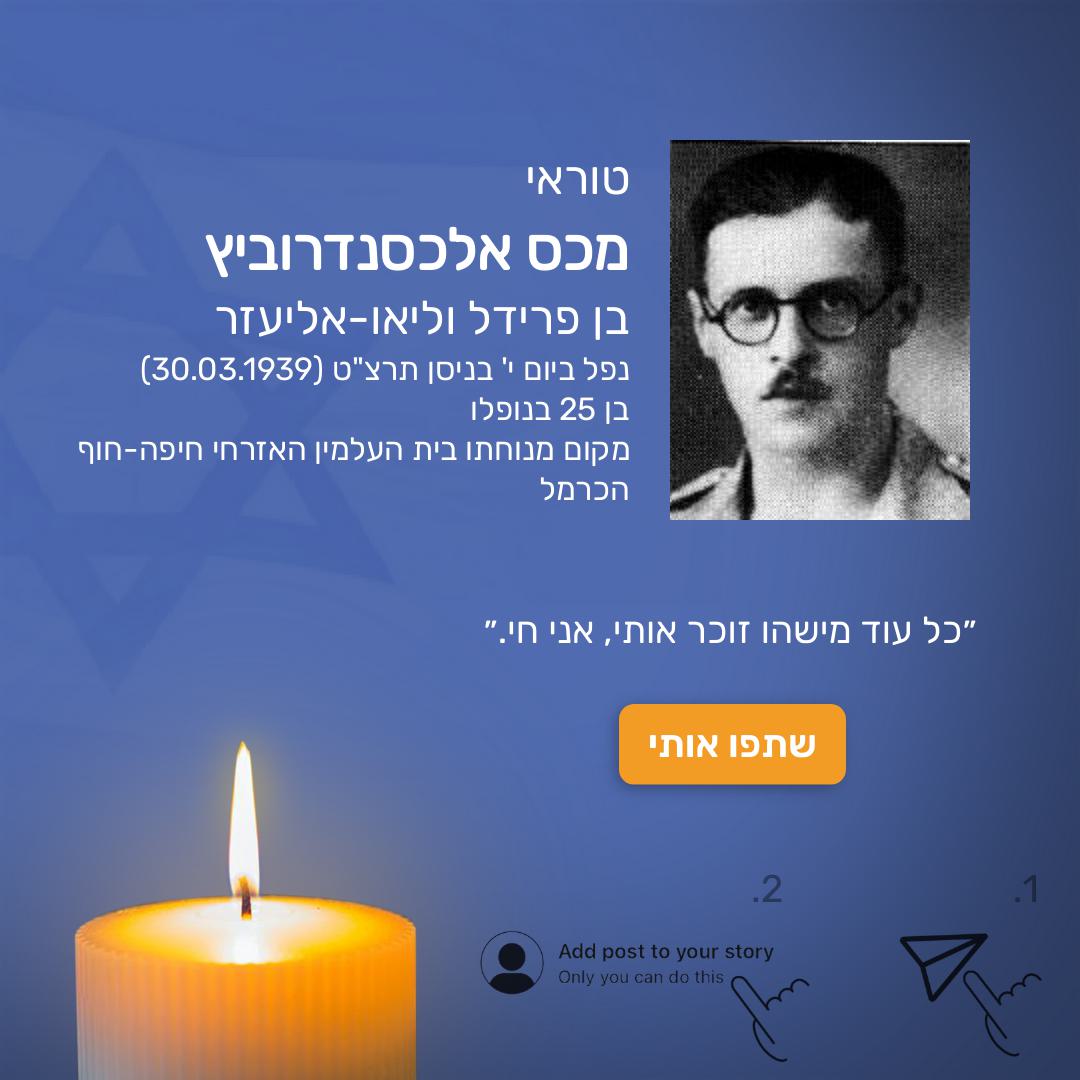 טוראי
מכס אלכסנדרוביץ
בן פרידל וליאו-אליעזר
נפל ביום י' בניסן תרצ"ט (30.03.1939)
בן 25 בנופלו
מקום מנוחתו בית העלמין האזרחי חיפה-חוף
הכרמל
״כל עוד מישהו זוכר אותי, אני חי.״
שתפו אותי
1.
2.
Add post to your story
Only you can do this